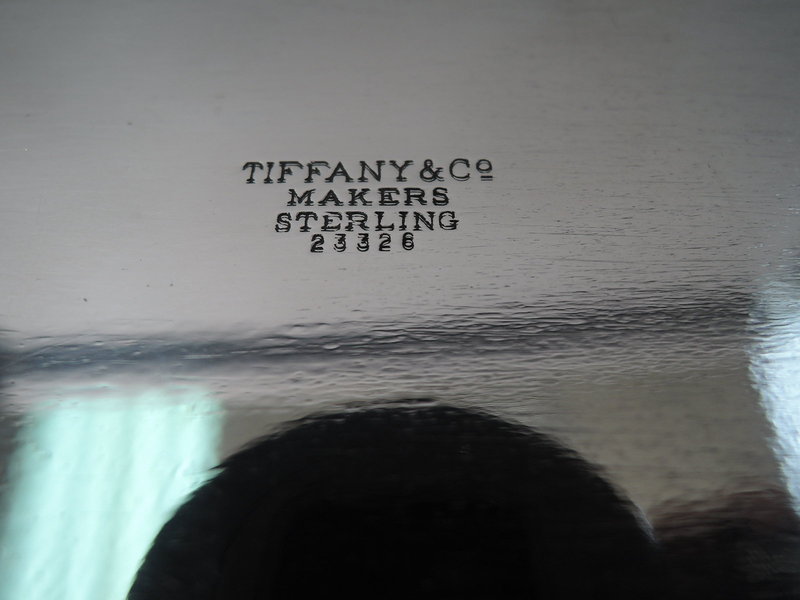 TIFFANY & Cº
MAKERS
STERLING
23326